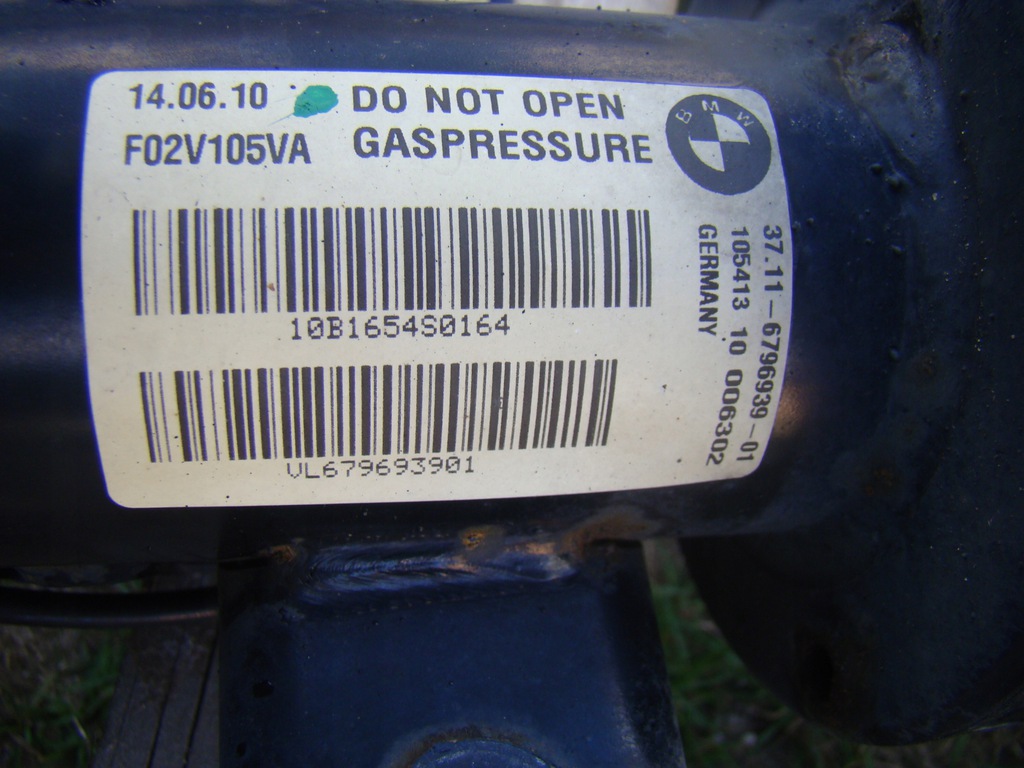 14.06.10
F02V105VA
DO NOT OPEN
GASPRESSURE
BMW
37.11-6796939-01
105413 10 006302
GERMANY
10B1654S0164
VL679693901